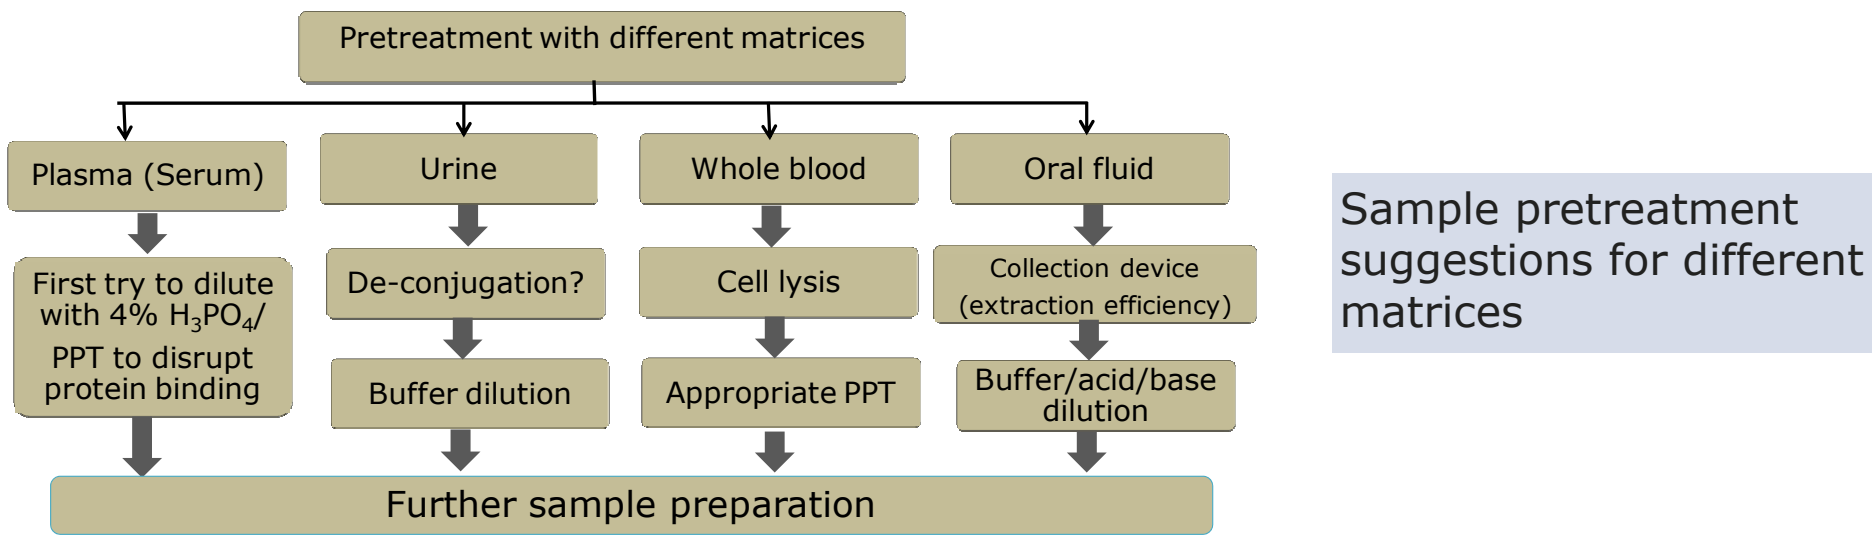 Pretreatment with different matrices
Plasma (Serum)
Urine
Whole blood
Oral fluid
First try to dilute
with 4% H₃PO₄/
PPT to disrupt
protein binding
De-conjugation?
Buffer dilution
Cell lysis
Appropriate PPT
Collection device
(extraction efficiency)
Buffer/acid/base
dilution
Further sample preparation
Sample pretreatment
suggestions for different
matrices